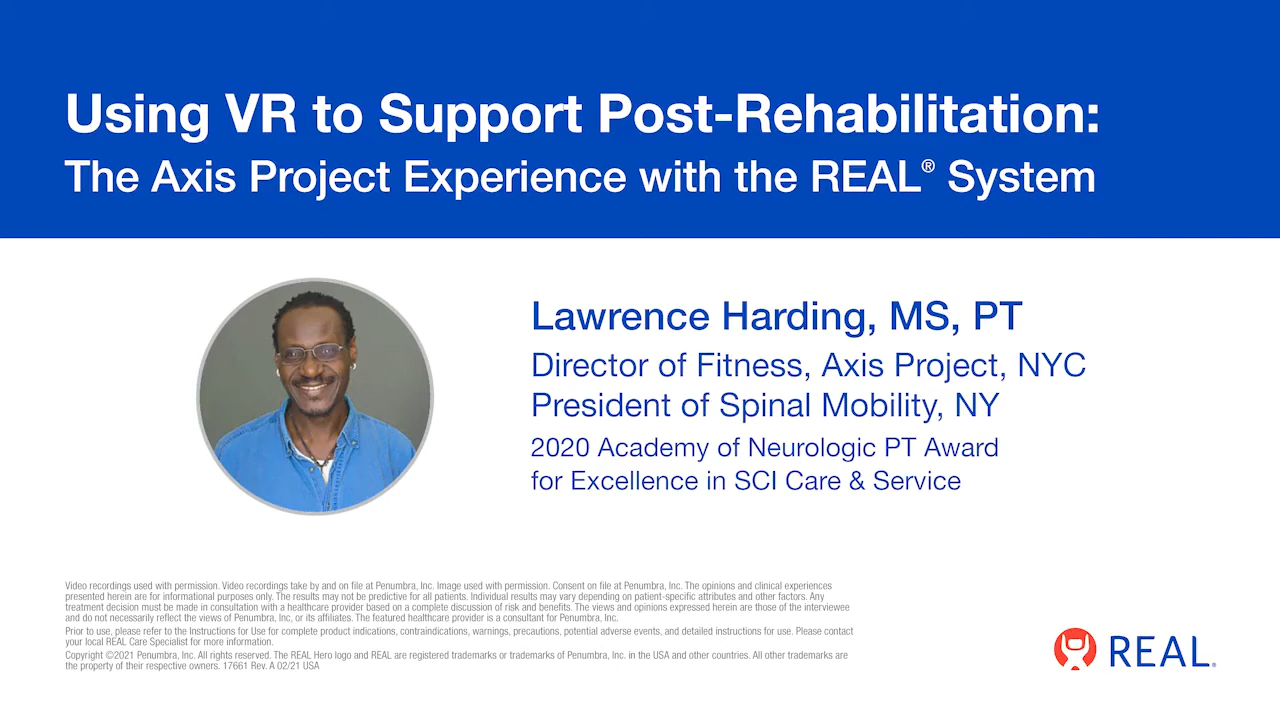 Using VR to Support Post-Rehabilitation:
The Axis Project Experience with the REAL® System
Lawrence Harding, MS, PT
Director of Fitness, Axis Project, NYC
President of Spinal Mobility, NY
2020 Academy of Neurologic PT Award
for Excellence in SCI Care & Service
Video recordings used with permission. Video recordings take by and on file at Penumbra, Inc. Image used with permission. Consent on file at Penumbra, Inc. The opinions and clinical experiences
presented herein are for informational purposes only. The results may not be predictive for all patients. Individual results may vary depending on patient-specific attributes and other factors. Any
treatment decision must be made in consultation with a healthcare provider based on a complete discussion of risk and benefits. The views and opinions expressed herein are those of the interviewee
and do not necessarily reflect the views of Penumbra, Inc, or its affiliates. The featured healthcare provider is a consultant for Penumbra, Inc.
Prior to use, please refer to the Instructions for Use for complete product indications, contraindications, warnings, precautions, potential adverse events, and detailed instructions for use. Please contact
your local REAL Care Specialist for more information.
Copyright ©2021 Penumbra, Inc. All rights reserved. The REAL Hero logo and REAL are registered trademarks or trademarks of Penumbra, Inc. in the USA and other countries. All other trademarks are
the property of their respective owners. 17661 Rev. A 02/21 USA
REAL®